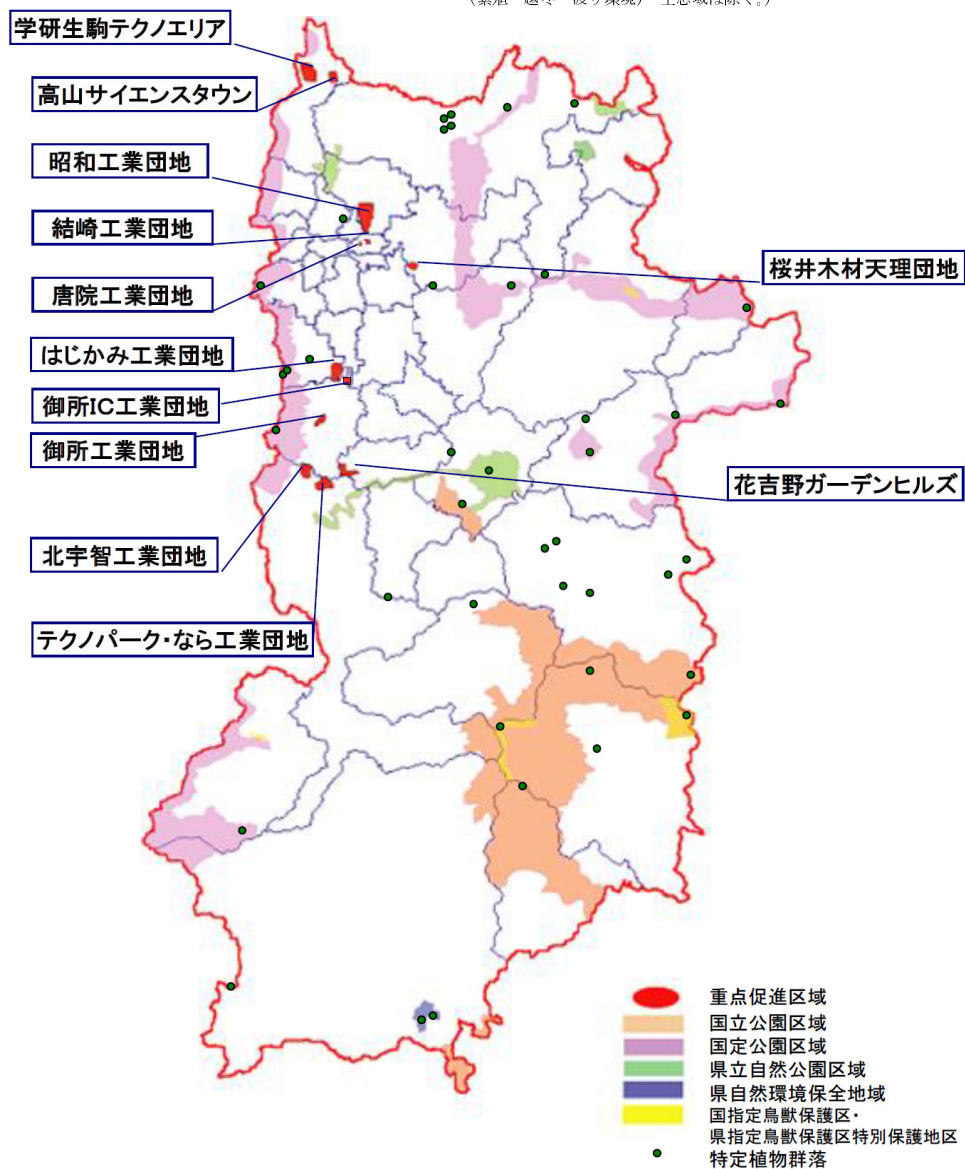 学研生駒テクノエリア
高山サイエンスタウン
昭和工業団地
結崎工業団地
唐院工業団地
桜井木材天理団地
はじかみ工業団地
御所IC工業団地
御所工業団地
花吉野ガーデンヒルズ
北宇智工業団地
テクノパーク・なら工業団地
重点促進区域
国立公園区域
国定公園区域
県立自然公園区域
県自然環境保全地域
国指定鳥獣保護区・
県指定鳥獣保護区特別保護地区
特定植物群落